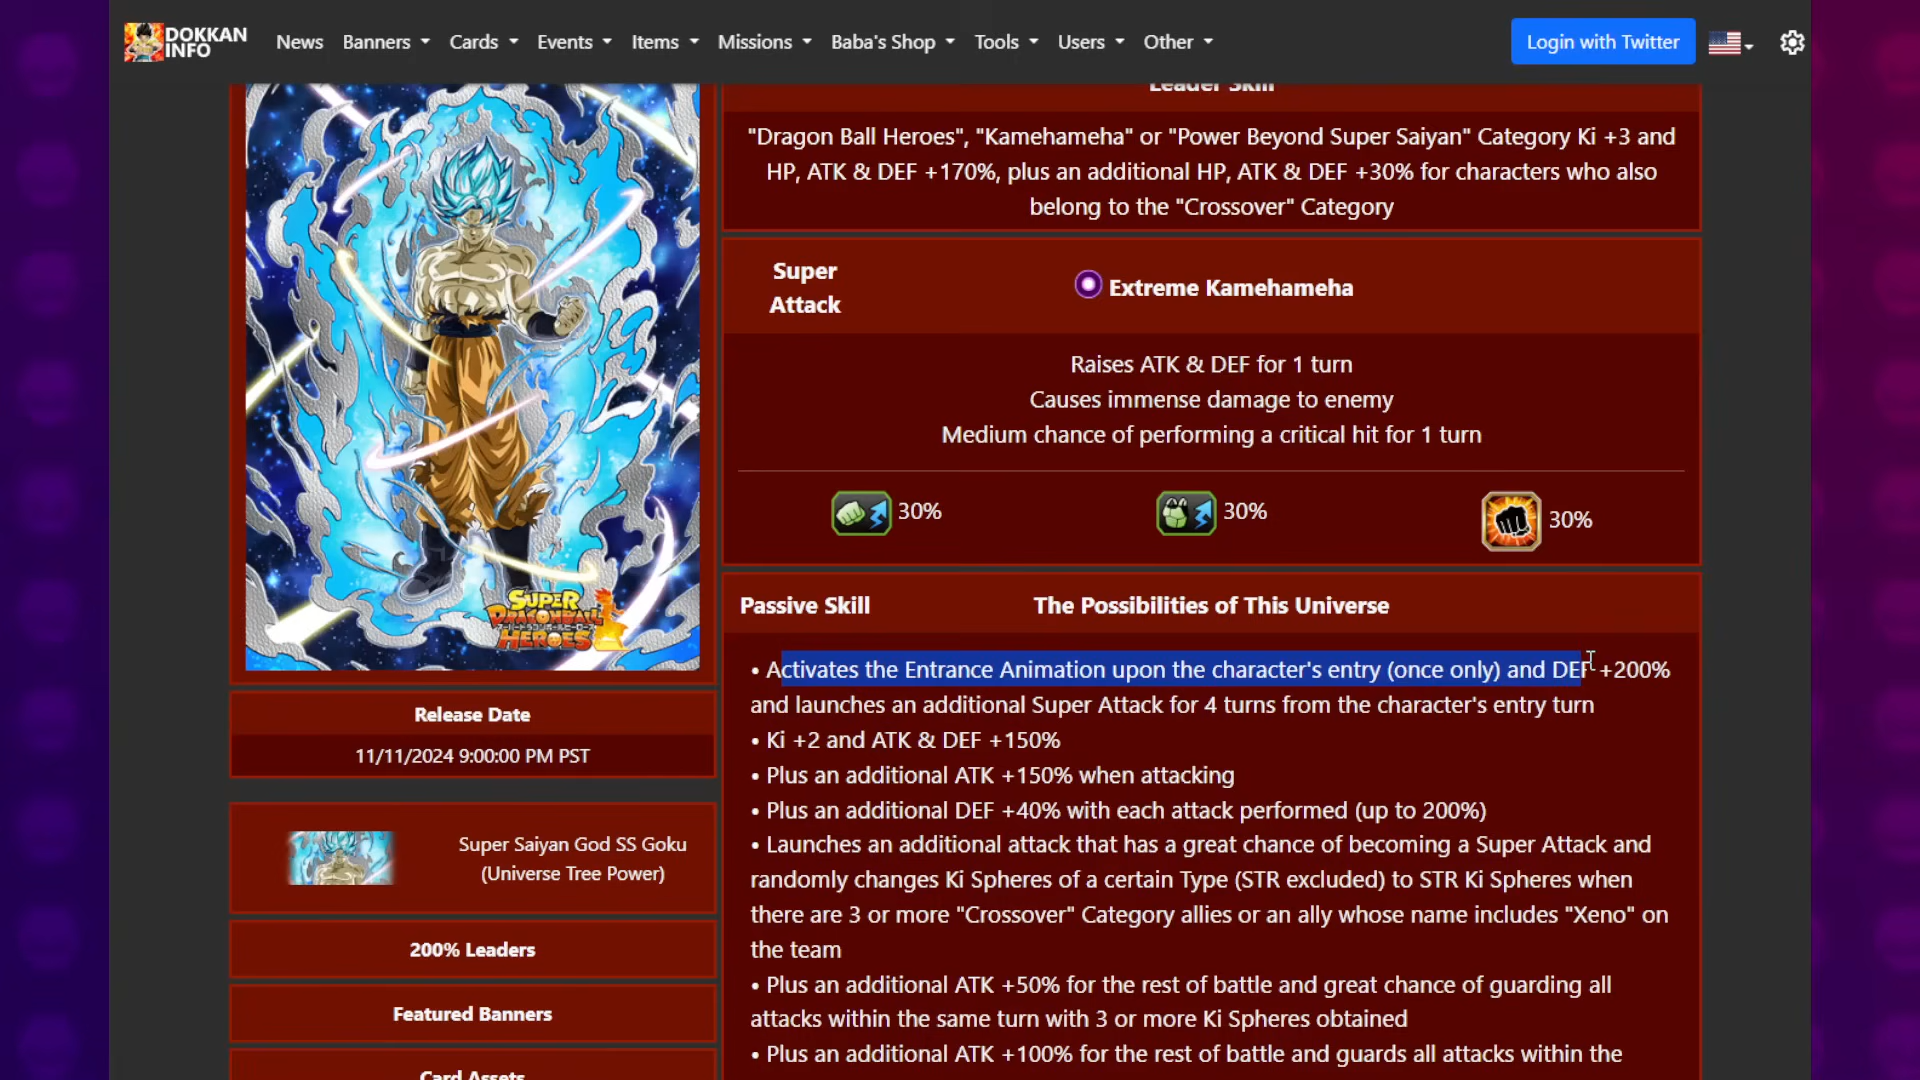 DOKKAN
INFO
News
Banners
Cards
Events
Items
Missions
Baba's Shop
Tools
Users
Other
Login with Twitter
Leader Skill
"Dragon Ball Heroes", "Kamehameha" or "Power Beyond Super Saiyan" Category Ki +3 and
HP, ATK & DEF +170%, plus an additional HP, ATK & DEF +30% for characters who also
belong to the "Crossover" Category
Super
Attack
Extreme Kamehameha
Raises ATK & DEF for 1 turn
Causes immense damage to enemy
Medium chance of performing a critical hit for 1 turn
30%
30%
30%
SUPER
DRAGONBALL
HEROES
Passive Skill
The Possibilities of This Universe
• Activates the Entrance Animation upon the character's entry (once only) and DEF +200%
and launches an additional Super Attack for 4 turns from the character's entry turn
• Ki +2 and ATK & DEF +150%
• Plus an additional ATK +150% when attacking
• Plus an additional DEF +40% with each attack performed (up to 200%)
• Launches an additional attack that has a great chance of becoming a Super Attack and
randomly changes Ki Spheres of a certain Type (STR excluded) to STR Ki Spheres when
there are 3 or more "Crossover" Category allies or an ally whose name includes "Xeno" on
the team
• Plus an additional ATK +50% for the rest of battle and great chance of guarding all
attacks within the same turn with 3 or more Ki Spheres obtained
• Plus an additional ATK +100% for the rest of battle and guards all attacks within the
Release Date
11/11/2024 9:00:00 PM PST
Super Saiyan God SS Goku
(Universe Tree Power)
200% Leaders
Featured Banners
Card Assets